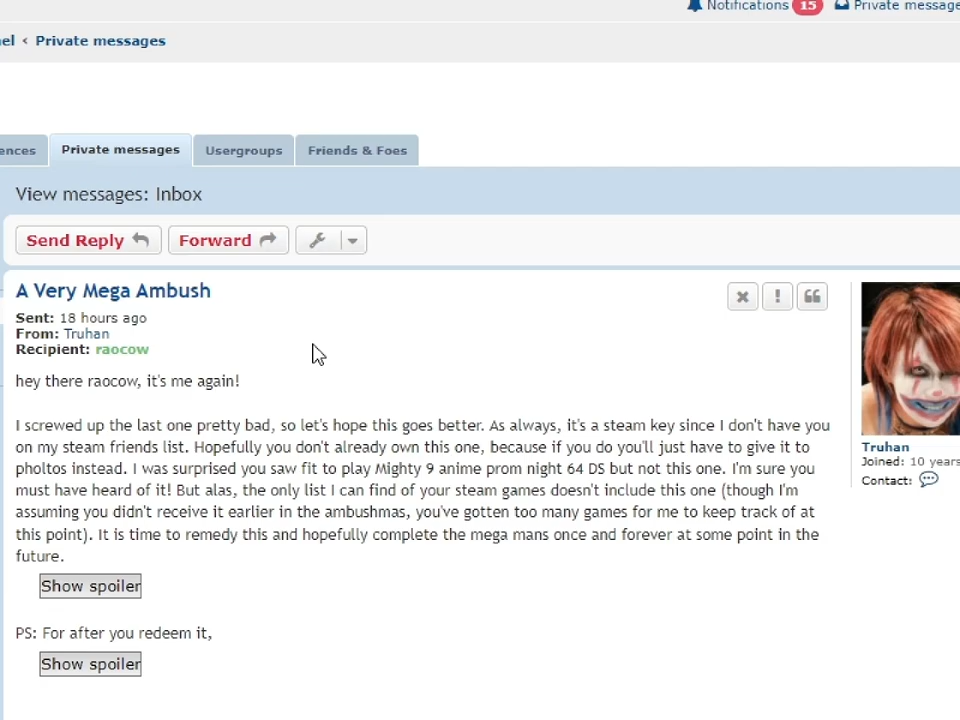 Notifications 15 Private message
el ‹ Private messages
ences Private messages Usergroups Friends & Foes
View messages: Inbox
Send Reply Forward
A Very Mega Ambush
Sent: 18 hours ago
From: Truhan
Recipient: raocow
hey there raocow, it's me again!
I screwed up the last one pretty bad, so let's hope this goes better. As always, it's a steam key since I don't have you
on my steam friends list. Hopefully you don't already own this one, because if you do you'll just have to give it to
pholtos instead. I was surprised you saw fit to play Mighty 9 anime prom night 64 DS but not this one. I'm sure you
must have heard of it! But alas, the only list I can find of your steam games doesn't include this one (though I'm
assuming you didn't receive it earlier in the ambushmas, you've gotten too many games for me to keep track of at
this point). It is time to remedy this and hopefully complete the mega mans once and forever at some point in the
future.
Show spoiler
PS: For after you redeem it,
Show spoiler
Truhan
Joined: 10 years
Contact: